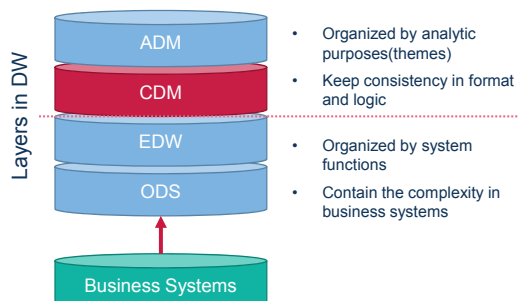 Layers in DW
ADM
CDM
EDW
ODS
Business Systems
• Organized by analytic
purposes(themes)
• Keep consistency in format
and logic
• Organized by system
functions
• Contain the complexity in
business systems